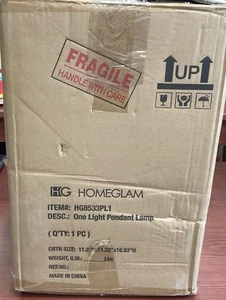 FRAGILE
HANDLE WITH CARE
UP
HG HOMEGLAM
ITEM#: HG8533PL1
DESC.: One Light Pendant Lamp
( Q'TY: 1 PC )
CRTN SIZE:
WEIGHT, G.W.:
REF.NO.:
MADE IN CHINA